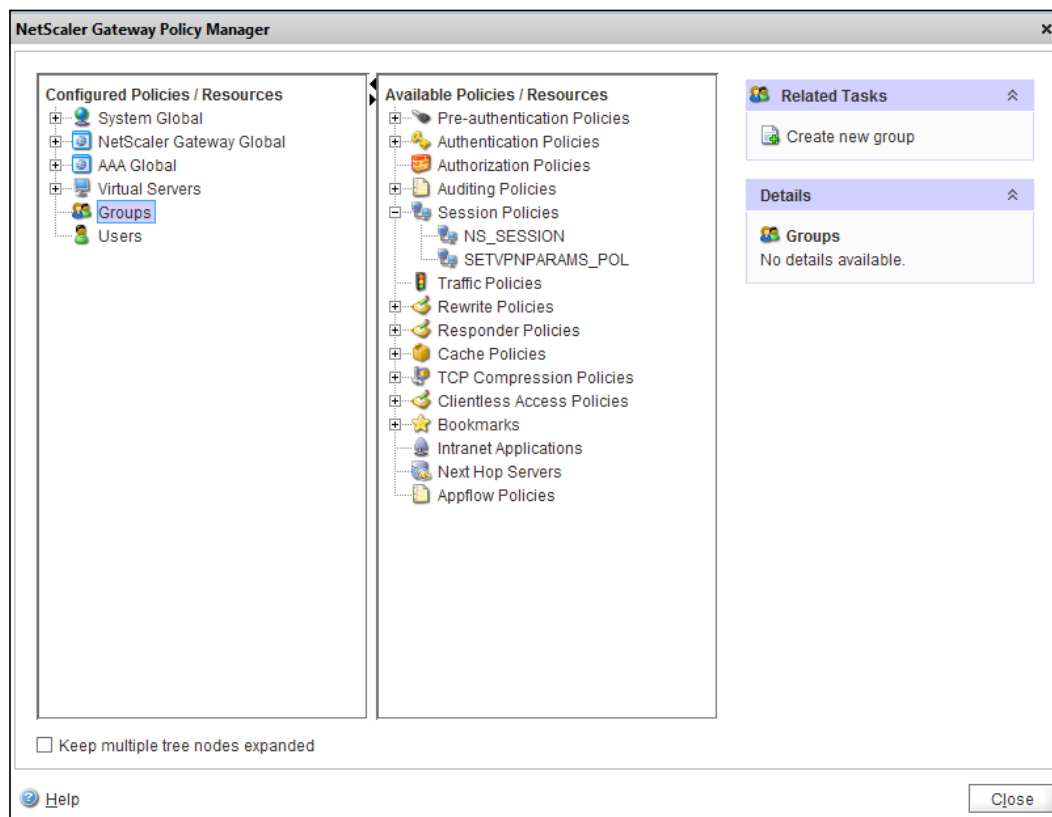 NetScaler Gateway Policy Manager
Configured Policies / Resources
System Global
NetScaler Gateway Global
AAA Global
Virtual Servers
Groups
Users
Available Policies / Resources
Pre-authentication Policies
Authentication Policies
Authorization Policies
Auditing Policies
Session Policies
NS_SESSION
SETVPNPARAMS_POL
Traffic Policies
Rewrite Policies
Responder Policies
Cache Policies
TCP Compression Policies
Clientless Access Policies
Bookmarks
Intranet Applications
Next Hop Servers
Appflow Policies
Related Tasks
Create new group
Details
Groups
No details available.
Keep multiple tree nodes expanded
Help
Close